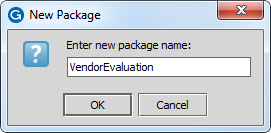 New Package
Enter new package name:
VendorEvaluation
OK
Cancel